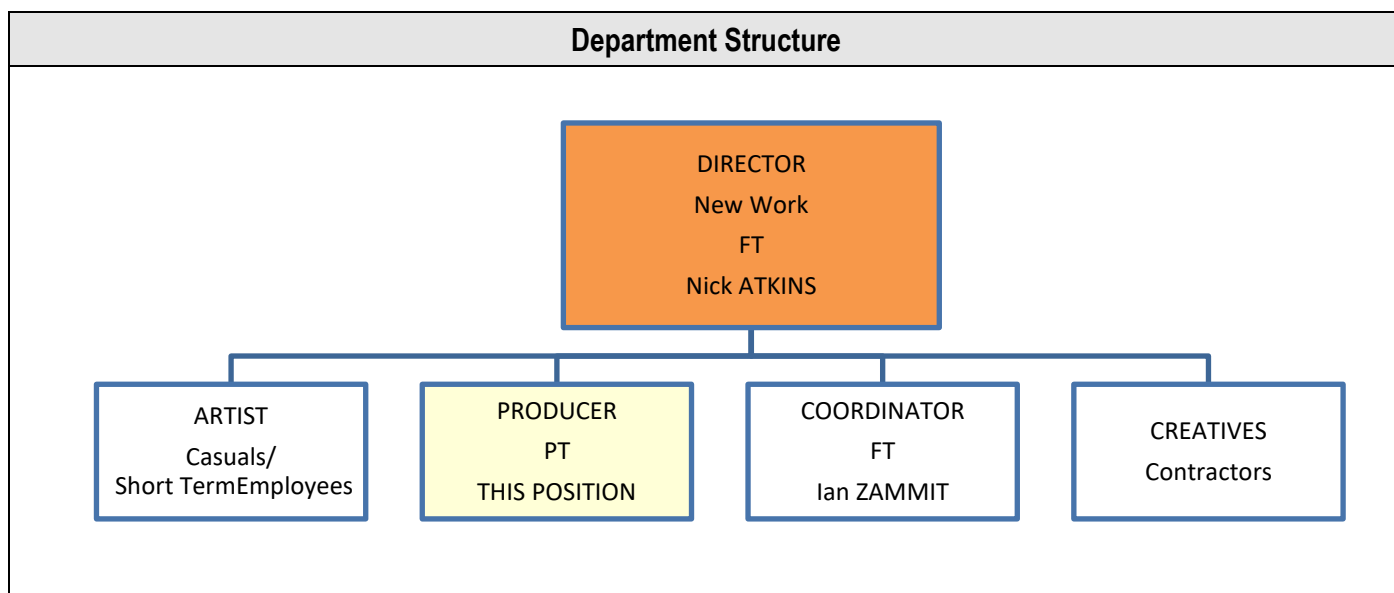 Department Structure
DIRECTOR
New Work
FT
Nick ATKINS
ARTIST
Casuals/
Short TermEmployees
PRODUCER
PT
THIS POSITION
COORDINATOR
FT
Ian ZAMMIT
CREATIVES
Contractors